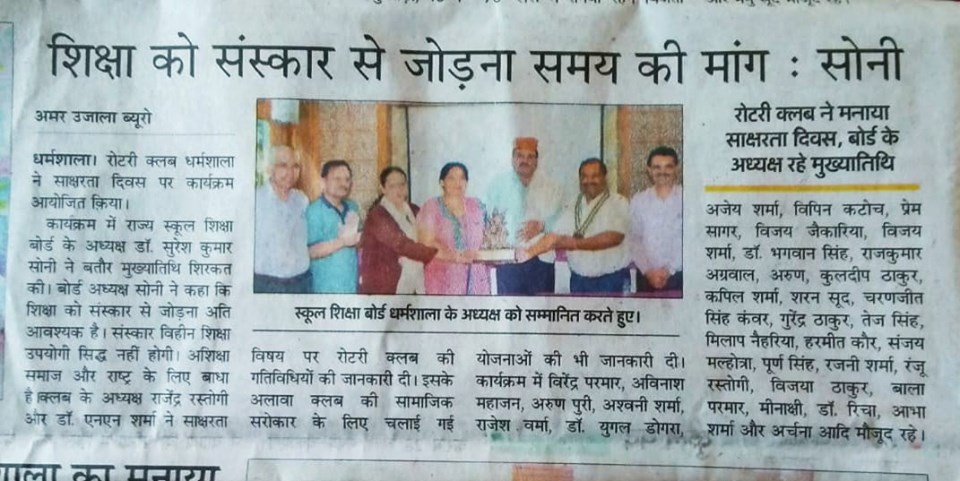 शिक्षा को संस्कार से जोड़ना समय की मांग : सोनी
अमर उजाला ब्यूरो
धर्मशाला। रोटरी क्लब धर्मशाला
ने साक्षरता दिवस पर कार्यक्रम
आयोजित किया।
कार्यक्रम में राज्य स्कूल शिक्षा
बोर्ड के अध्यक्ष डॉ. सुरेश कुमार
सोनी ने बतौर मुख्यातिथि शिरकत
की। बोर्ड अध्यक्ष सोनी ने कहा कि
शिक्षा को संस्कार से जोड़ना अति
आवश्यक है। संस्कार विहीन शिक्षा
उपयोगी सिद्ध नहीं होगी। अशिक्षा
समाज और राष्ट्र के लिए बाधा
है।क्लब के अध्यक्ष राजेंद्र रस्तोगी
और डॉ. एनएन शर्मा ने साक्षरता
स्कूल शिक्षा बोर्ड धर्मशाला के अध्यक्ष को सम्मानित करते हुए।
विषय पर रोटरी क्लब की
गतिविधियों की जानकारी दी। इसके
अलावा क्लब की सामाजिक
सरोकार के लिए चलाई गई
योजनाओं की भी जानकारी दी।
कार्यक्रम में विरेंद्र परमार, अविनाश
महाजन, अरुण पुरी, अश्वनी शर्मा,
राजेश वर्मा, डॉ. युगल डोगरा,
रोटरी क्लब ने मनाया
साक्षरता दिवस, बोर्ड के
अध्यक्ष रहे मुख्यातिथि
अजेय शर्मा, विपिन कटोच, प्रेम
सागर, विजय जैकारिया, विजय
शर्मा, डॉ. भगवान सिंह, राजकुमार
अग्रवाल, अरुण, कुलदीप ठाकुर,
कपिल शर्मा, शरन सूद, चरणजीत
सिंह कंवर, गुरेंद्र ठाकुर, तेज सिंह,
मिलाप नैहरिया, हरमीत कौर, संजय
मल्होत्रा, पूर्ण सिंह, रजनी शर्मा, रंजू
रस्तोगी, विजया ठाकुर, बाला
परमार, मीनाक्षी, डॉ. रिचा, आभा
शर्मा और अर्चना आदि मौजूद रहे।
का मनाया